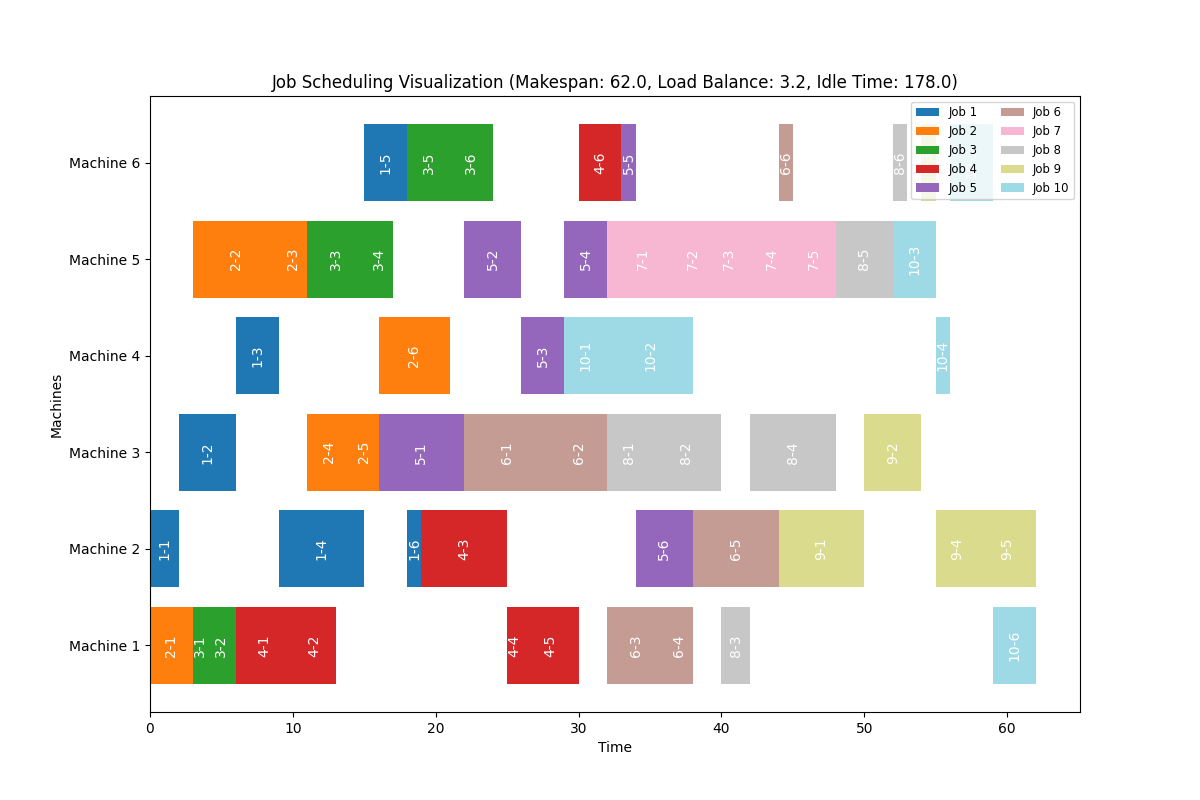 Job Scheduling Visualization (Makespan: 62.0, Load Balance: 3.2, Idle Time: 178.0)
Job 1 Job 6
Job 2 Job 7
Job 3 Job 8
Job 4 Job 9
Job 5 Job 10
Machine 6 1-5 3-5 3-6 4-6 5-5 6-6 8-6
Machine 5 2-2 2-3 3-3 3-4 5-2 5-4 7-1 7-2 7-3 7-4 7-5 8-5 10-3
Machine 4 1-3 2-6 5-3 10-1 10-2 10-4
Machine 3 1-2 2-4 2-5 5-1 6-1 6-2 8-1 8-2 8-4 9-2
Machine 2 1-1 1-4 1-6 4-3 5-6 6-5 9-1 9-4 9-5
Machine 1 2-1 3-1 3-2 4-1 4-2 4-4 4-5 6-3 6-4 8-3 10-6
Machines
0 10 20 30 40 50 60
Time